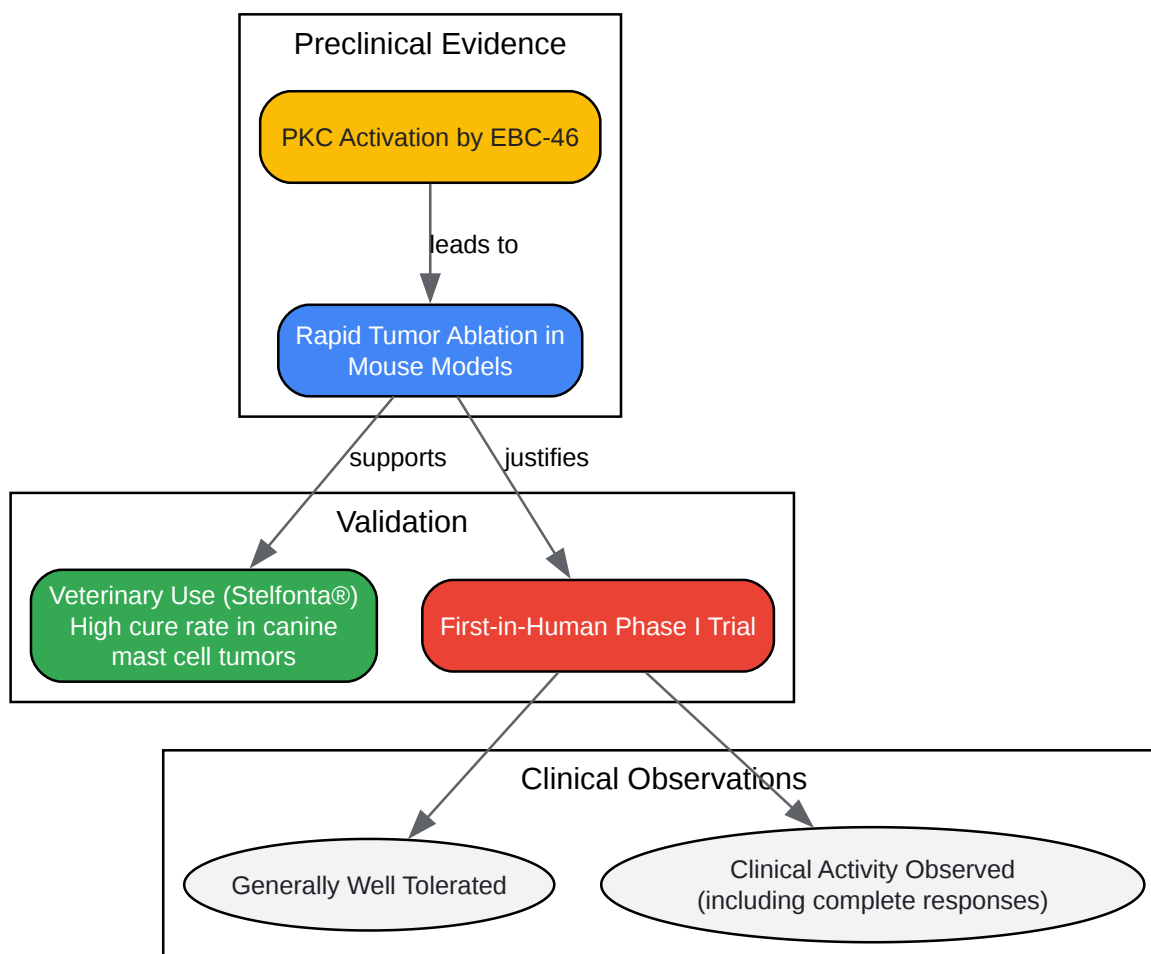 Preclinical Evidence
PKC Activation by EBC-46
leads to
Rapid Tumor Ablation in
Mouse Models
supports
justifies
Validation
Veterinary Use (Stelfonta®)
High cure rate in canine
mast cell tumors
First-in-Human Phase I Trial
Clinical Observations
Generally Well Tolerated
Clinical Activity Observed
(including complete responses)